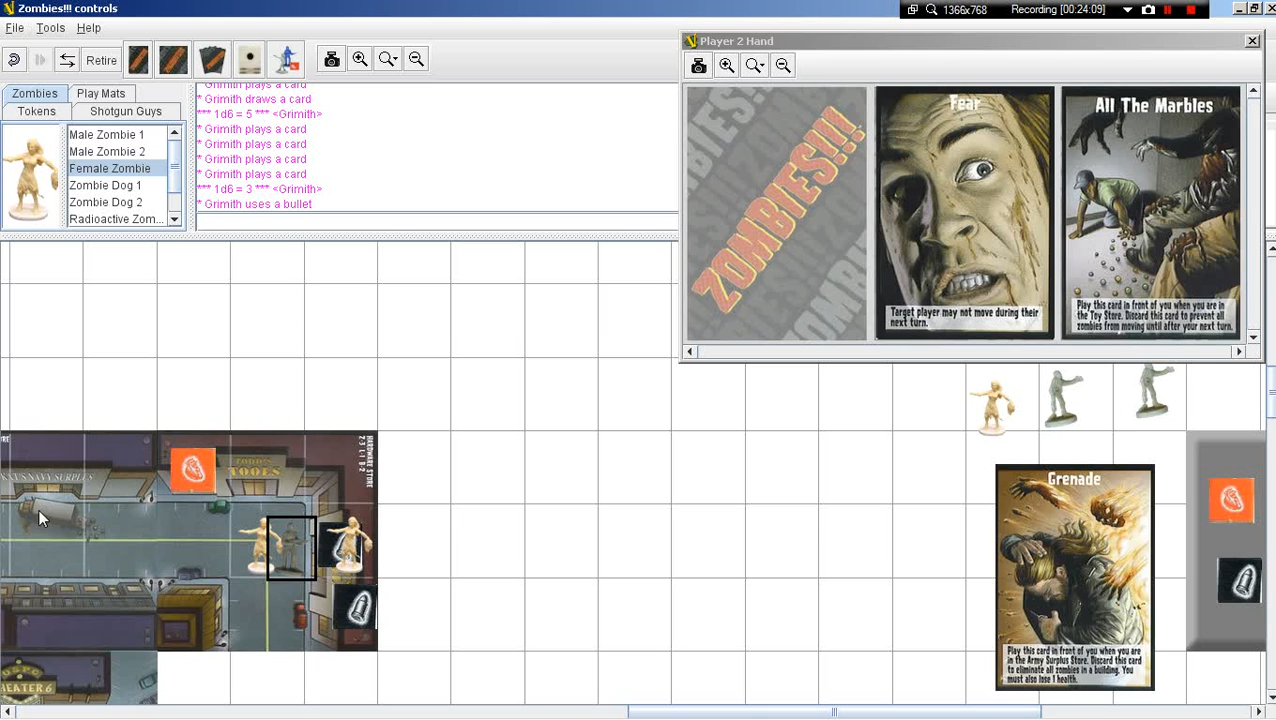 Zombies!!! controls
1366x768
Recording [00:24:09]
File Tools Help
Retire
Player 2 Hand
Zombies Play Mats
Tokens Shotgun Guys
Male Zombie 1
Male Zombie 2
Female Zombie
Zombie Dog 1
Zombie Dog 2
Radioactive Zom...
* Grimith plays a card
* Grimith draws a card
*** 1d6 = 5 *** <Grimith>
* Grimith plays a card
* Grimith plays a card
* Grimith plays a card
* Grimith plays a card
*** 1d6 = 3 *** <Grimith>
* Grimith uses a bullet
ZOMBIES!!!
Fear
Target player may not move during their
next turn.
All The Marbles
Play this card in front of you when you are in
the Toy Store. Discard this card to prevent all
zombies from moving until after your next turn.
NAVY SURPLUS
TOOLS
HARDWARE STORE
Grenade
Play this card in front of you when you are
in the Army Surplus Store. Discard this card
to eliminate all zombies in a building. You
must also lose 1 health.